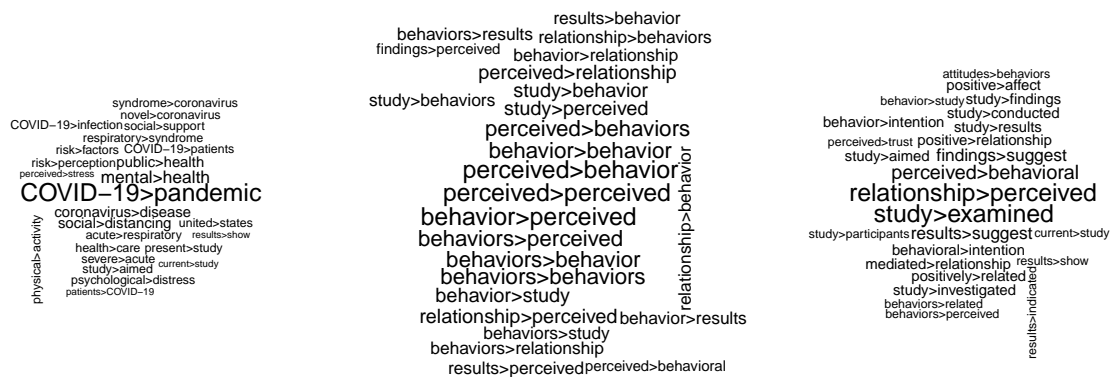 syndrome>coronavirus
novel>coronavirus
COVID−19>infection social>support
respiratory>syndrome
risk>factors COVID−19>patients
risk>perception public>health
perceived>stress mental>health
COVID−19>pandemic
coronavirus>disease
social>distancing united>states
acute>respiratory results>show
health>care present>study
severe>acute current>study
study>aimed
psychological>distress
patients>COVID−19
physical>activity
results>behavior
behaviors>results relationship>behaviors
findings>perceived behavior>relationship
perceived>relationship
study>behavior
study>behaviors study>perceived
perceived>behaviors
behavior>behavior
perceived>behavior
perceived>perceived
behavior>perceived
behaviors>perceived
behaviors>behavior
behaviors>behaviors
behavior>study
relationship>perceived behavior>results
behaviors>study
behaviors>relationship
results>perceived perceived>behavioral
relationship>behavior
attitudes>behaviors
positive>affect
behavior>study study>findings
study>conducted
behavior>intention study>results
perceived>trust positive>relationship
study>aimed findings>suggest
perceived>behavioral
relationship>perceived
study>examined
study>participants results>suggest current>study
behavioral>intention
mediated>relationship results>show
positively>related
study>investigated
behaviors>related
behaviors>perceived
results>indicated